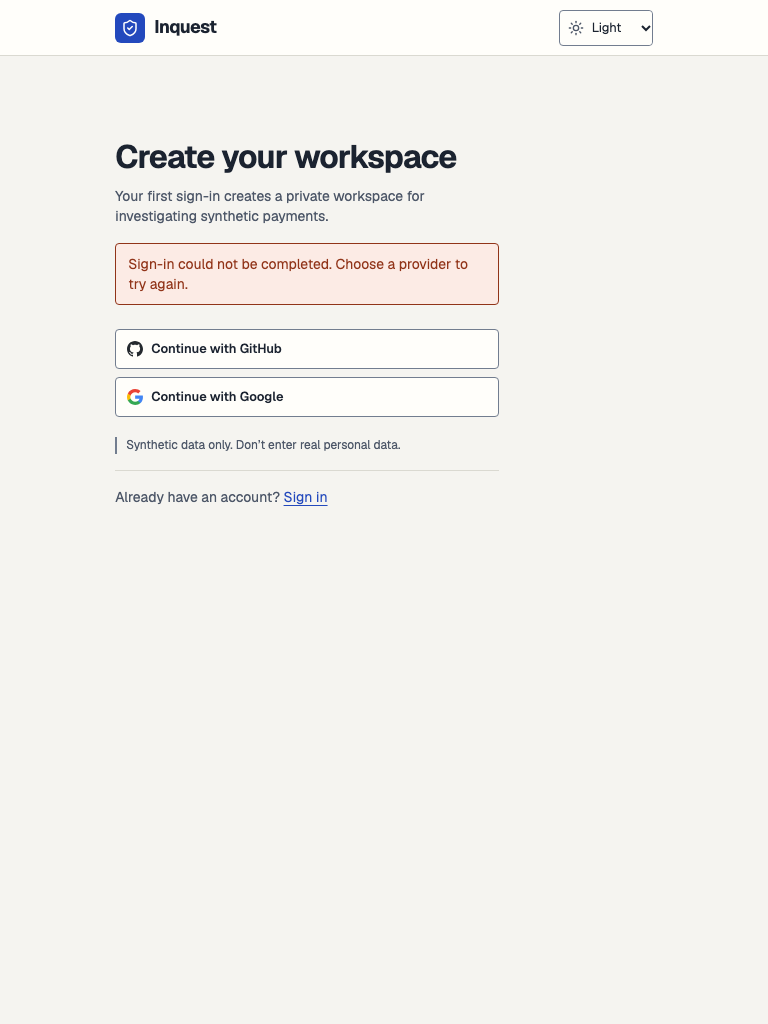 Inquest
Light
Create your workspace
Your first sign-in creates a private workspace for
investigating synthetic payments.
Sign-in could not be completed. Choose a provider to
try again.
Continue with GitHub
Continue with Google
Synthetic data only. Don’t enter real personal data.
Already have an account? Sign in